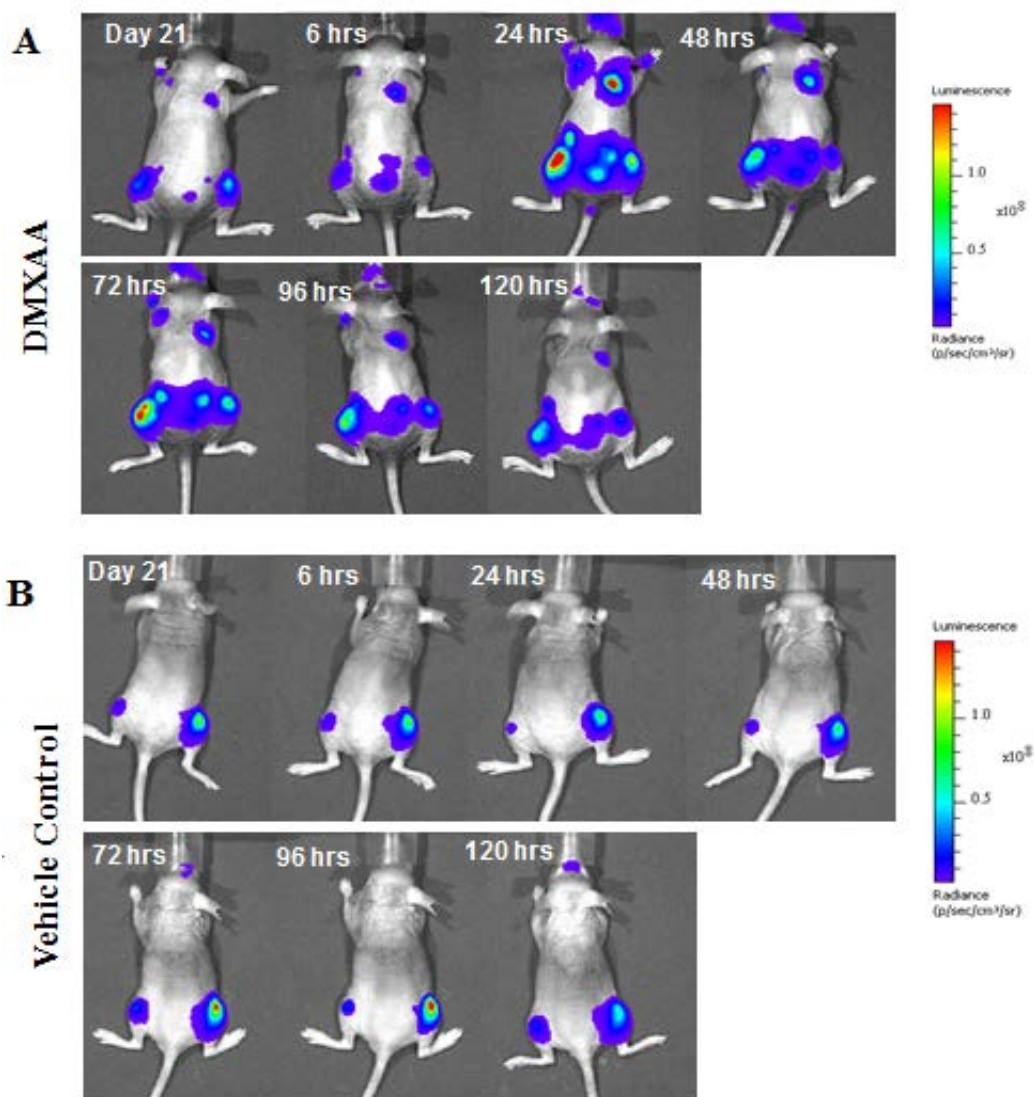 A
Day 21
6 hrs
24 hrs
48 hrs
DMXAA
72 hrs
96 hrs
120 hrs
Luminescence
1.0
x10⁸
0.5
Radiance
(p/sec/cm²/sr)
B
Day 21
6 hrs
24 hrs
48 hrs
Vehicle Control
72 hrs
96 hrs
120 hrs
Luminescence
1.0
x10⁸
0.5
Radiance
(p/sec/cm²/sr)